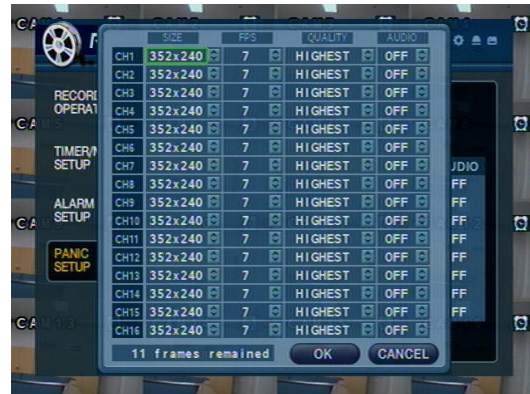 SIZE FPS QUALITY AUDIO
CH1 352x240 7 HIGHEST OFF
CH2 352x240 7 HIGHEST OFF
CH3 352x240 7 HIGHEST OFF
CH4 352x240 7 HIGHEST OFF
CH5 352x240 7 HIGHEST OFF
CH6 352x240 7 HIGHEST OFF
CH7 352x240 7 HIGHEST OFF
CH8 352x240 7 HIGHEST OFF
CH9 352x240 7 HIGHEST OFF
CH10 352x240 7 HIGHEST OFF
CH11 352x240 7 HIGHEST OFF
CH12 352x240 7 HIGHEST OFF
CH13 352x240 7 HIGHEST OFF
CH14 352x240 7 HIGHEST OFF
CH15 352x240 7 HIGHEST OFF
CH16 352x240 7 HIGHEST OFF
11 frames remained OK CANCEL
RECOR
OPERAT
TIMER/
SETUP
ALARM
SETUP
PANIC
SETUP
UDIO
FF
FF
FF
FF
FF
FF
FF
FF